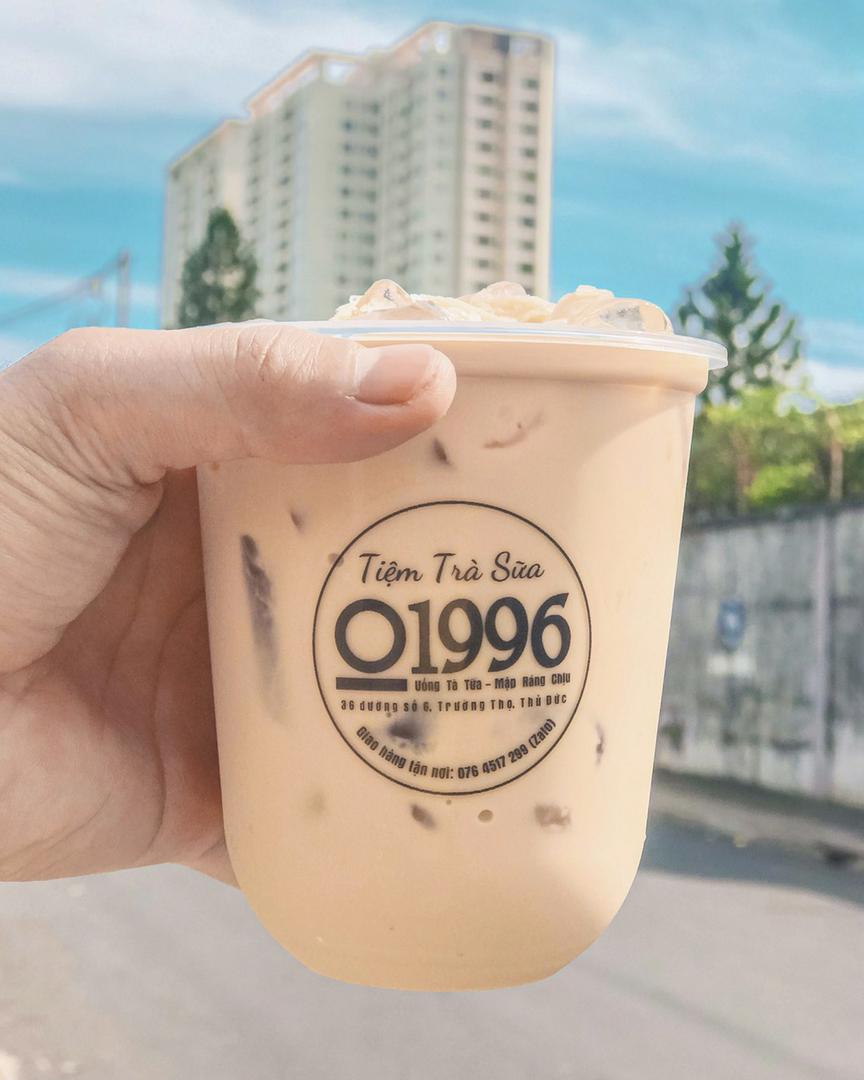 Tiệm Trà Sữa
O1996
Uống Tà Tữa - Mập Ráng Chịu
36 đường số 6, Trường Thọ, Thủ Đức
Giao hàng tận nơi: 076 4517 299 (Zalo)